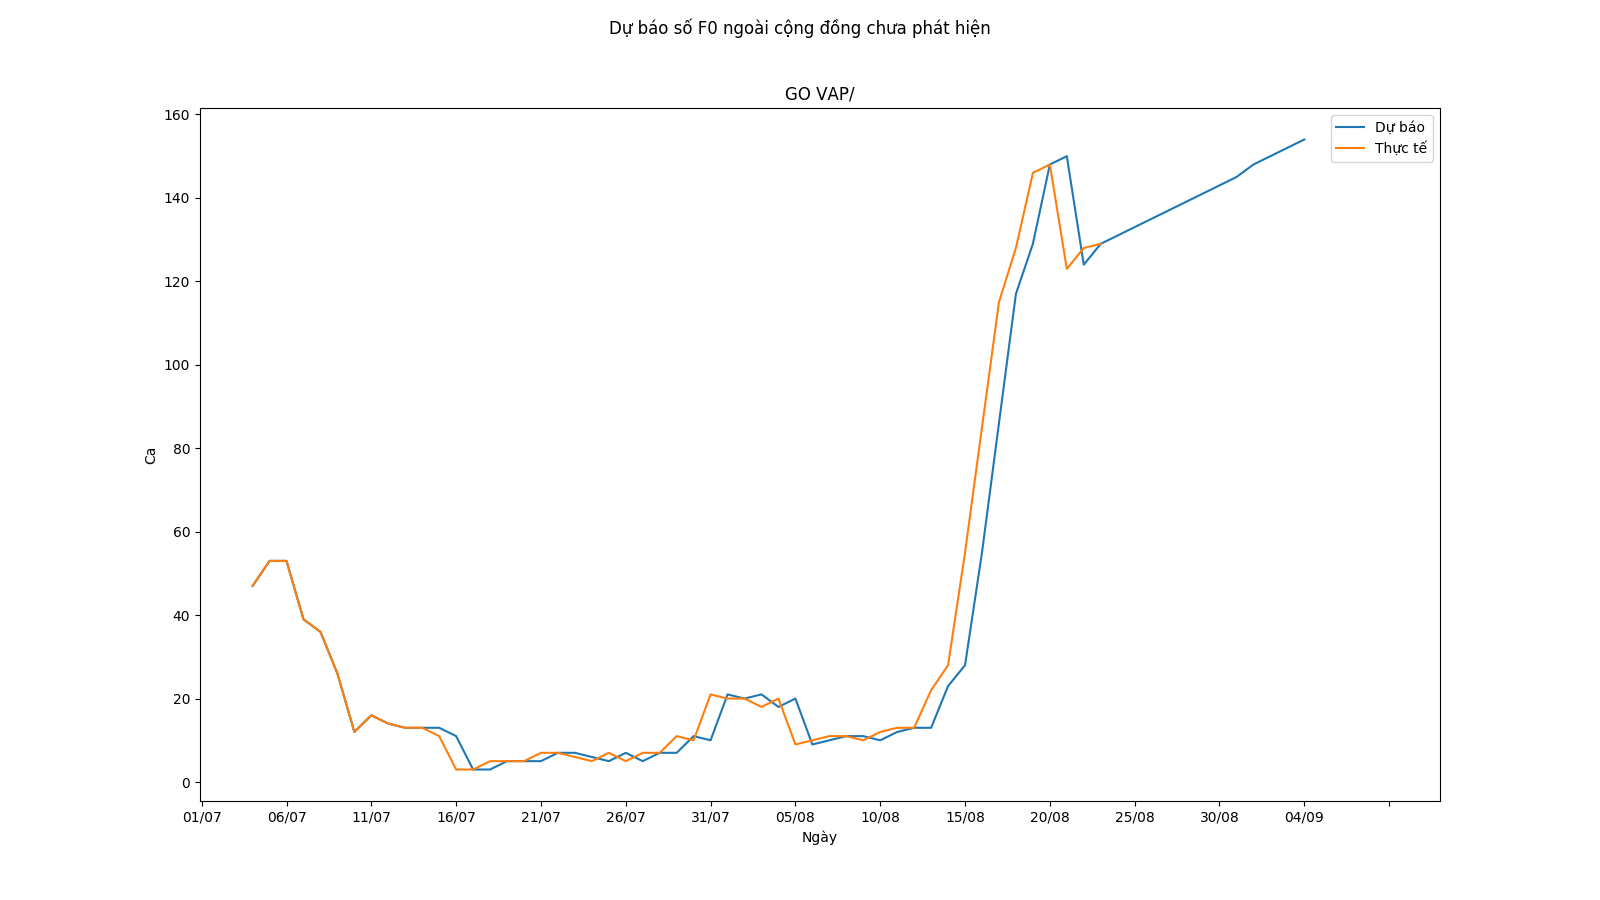 Dự báo số F0 ngoài cộng đồng chưa phát hiện
GO VAP/
Dự báo
Thực tế
160
140
120
100
80
60
40
20
0
Ca
01/07 06/07 11/07 16/07 21/07 26/07 31/07 05/08 10/08 15/08 20/08 25/08 30/08 04/09
Ngày